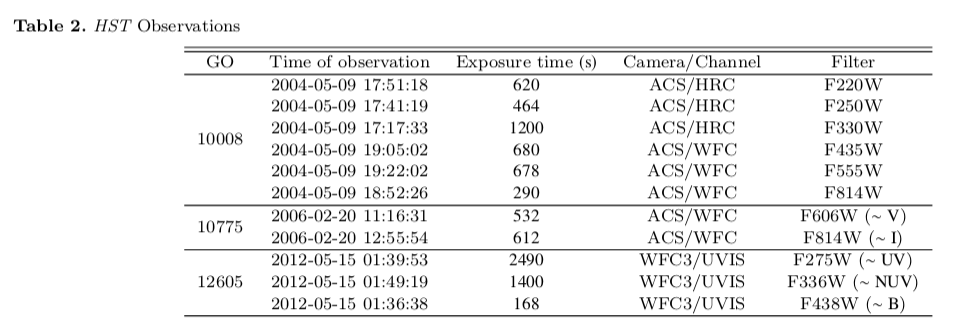 Table 2. HST Observations
GO Time of observation Exposure time (s) Camera/Channel Filter
2004-05-09 17:51:18 620 ACS/HRC F220W
2004-05-09 17:41:19 464 ACS/HRC F250W
2004-05-09 17:17:33 1200 ACS/HRC F330W
10008
2004-05-09 19:05:02 680 ACS/WFC F435W
2004-05-09 19:22:02 678 ACS/WFC F555W
2004-05-09 18:52:26 290 ACS/WFC F814W
2006-02-20 11:16:31 532 ACS/WFC F606W (~ V)
10775
2006-02-20 12:55:54 612 ACS/WFC F814W (~ I)
2012-05-15 01:39:53 2490 WFC3/UVIS F275W (~ UV)
12605 2012-05-15 01:49:19 1400 WFC3/UVIS F336W (~ NUV)
2012-05-15 01:36:38 168 WFC3/UVIS F438W (~ B)